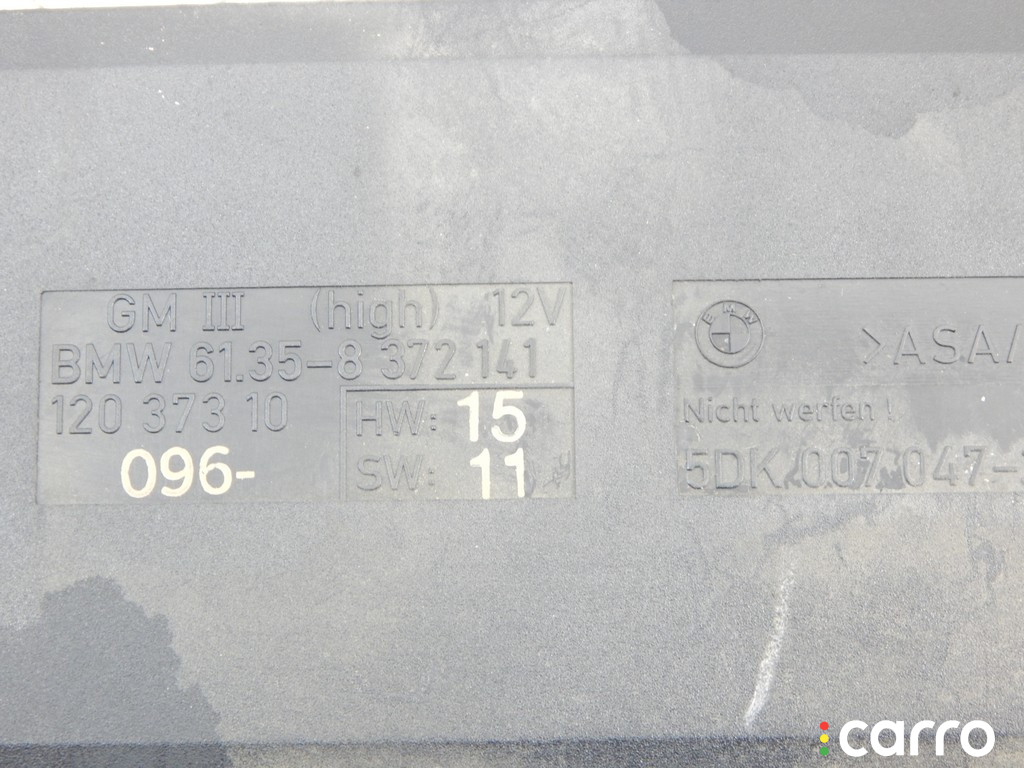 GM III (high) 12V
BMW 61.35-8 372 141
120 373 10
HW: 15
096-
SW: 11
BMW
>ASA/
Nicht werfen!
5DK 007 047-
carro